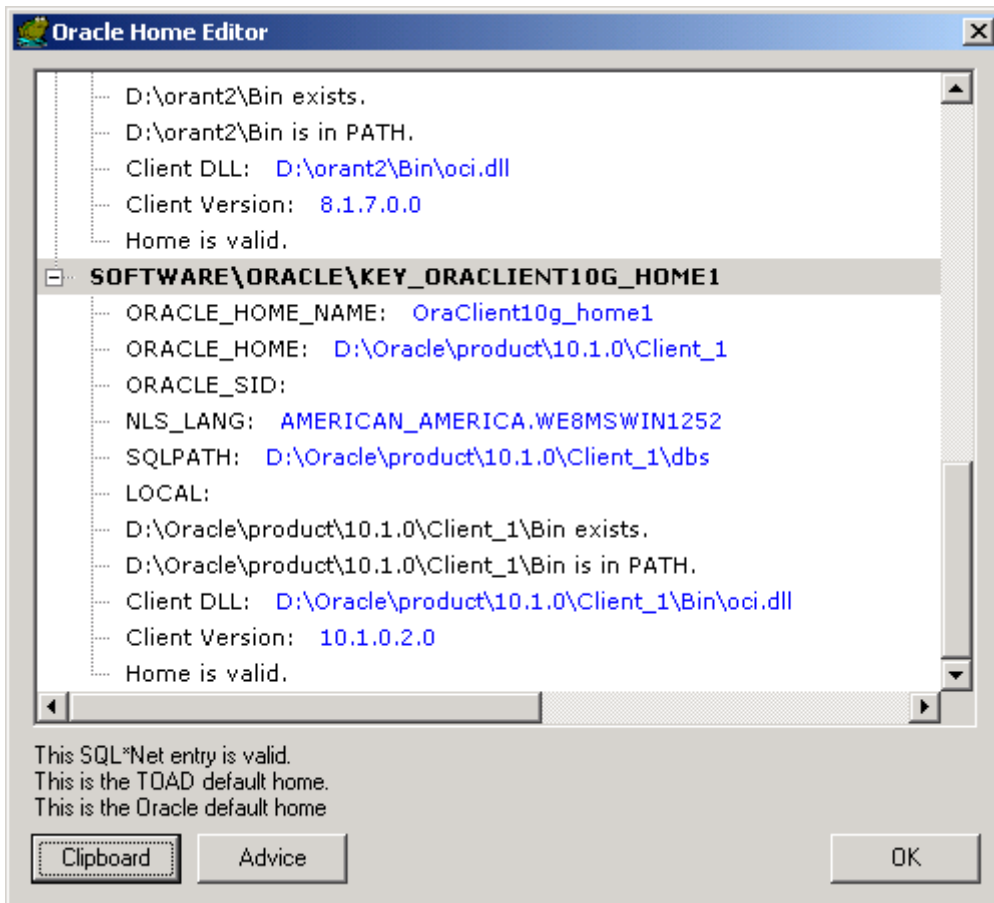 Oracle Home Editor
D:\orant2\Bin exists.
D:\orant2\Bin is in PATH.
Client DLL: D:\orant2\Bin\oci.dll
Client Version: 8.1.7.0.0
Home is valid.
SOFTWARE\ORACLE\KEY_ORACLIENT10G_HOME1
ORACLE_HOME_NAME: OraClient10g_home1
ORACLE_HOME: D:\Oracle\product\10.1.0\Client_1
ORACLE_SID:
NLS_LANG: AMERICAN_AMERICA.WE8MSWIN1252
SQLPATH: D:\Oracle\product\10.1.0\Client_1\dbs
LOCAL:
D:\Oracle\product\10.1.0\Client_1\Bin exists.
D:\Oracle\product\10.1.0\Client_1\Bin is in PATH.
Client DLL: D:\Oracle\product\10.1.0\Client_1\Bin\oci.dll
Client Version: 10.1.0.2.0
Home is valid.
This SQL*Net entry is valid.
This is the TOAD default home.
This is the Oracle default home
Clipboard Advice OK